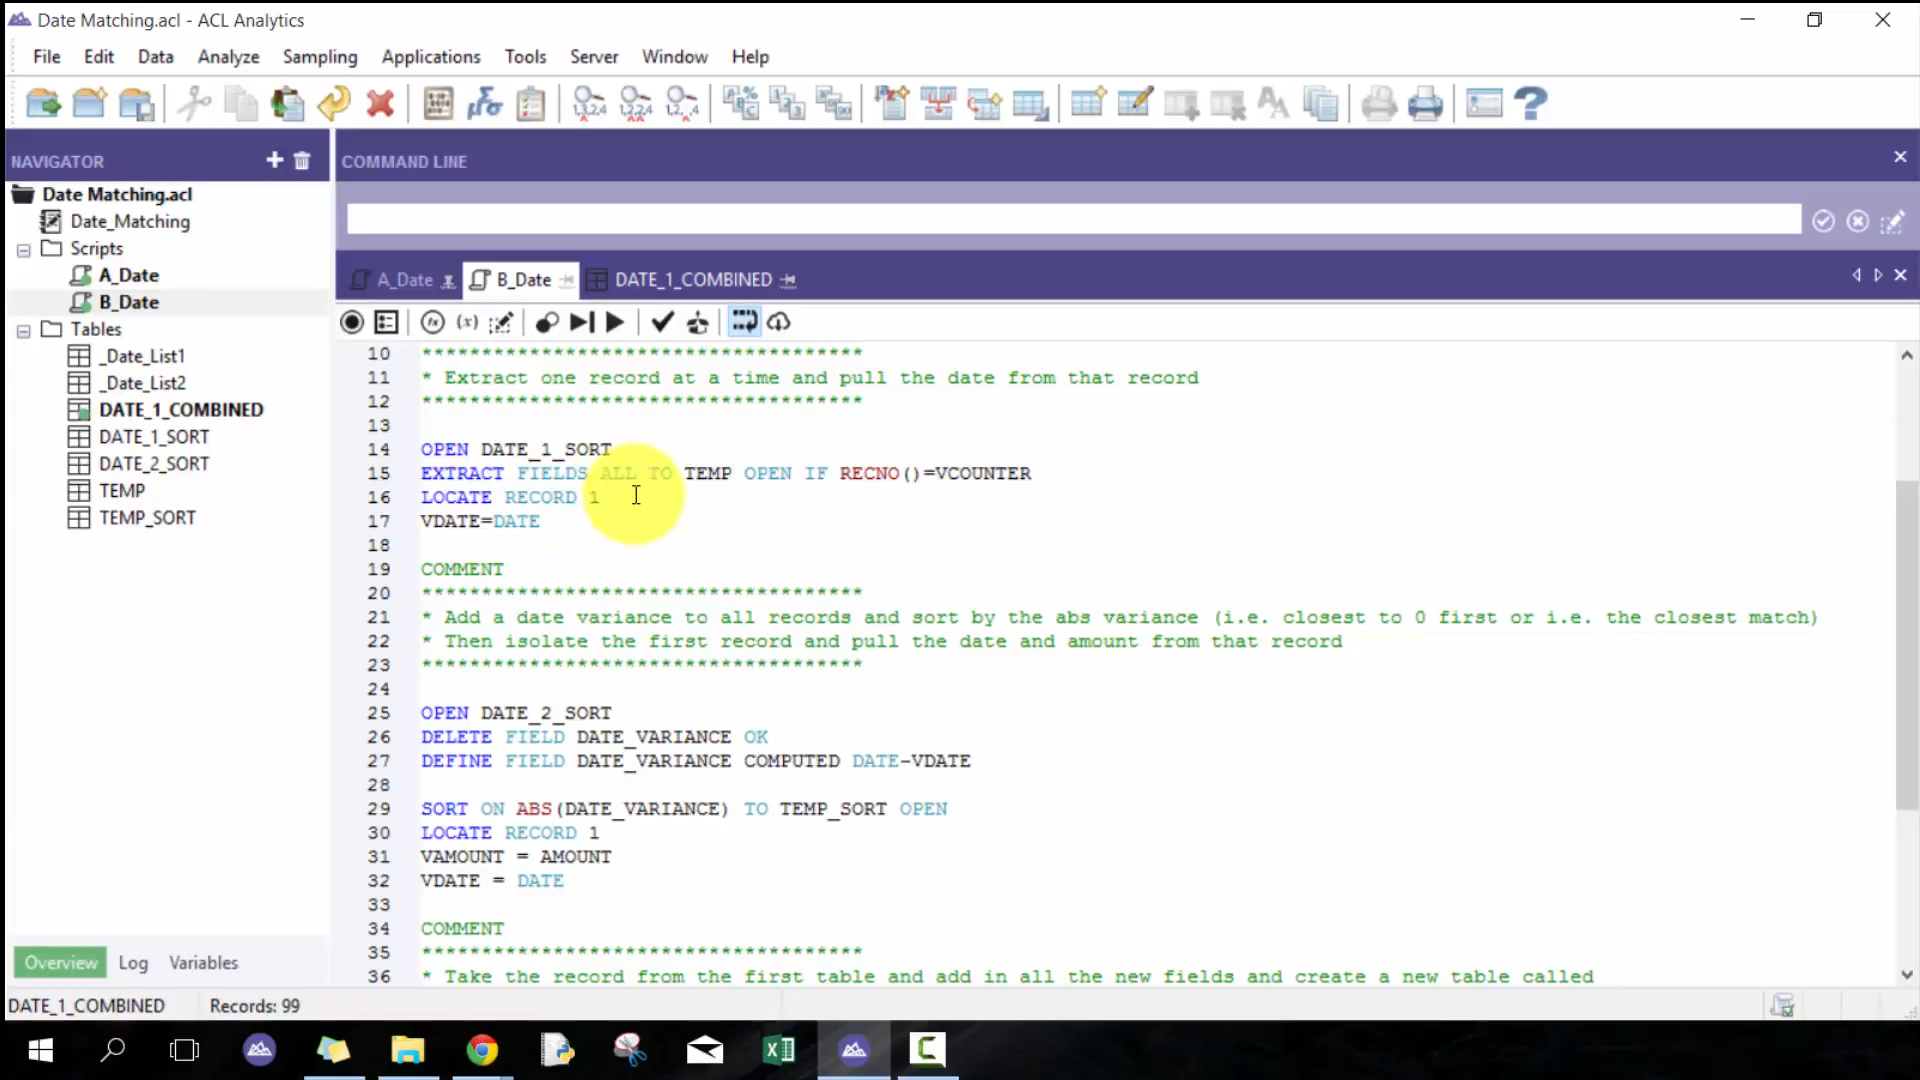 Date Matching.acl - ACL Analytics
File Edit Data Analyze Sampling Applications Tools Server Window Help
NAVIGATOR
Date Matching.acl
Date_Matching
Scripts
A_Date
B_Date
Tables
_Date_List1
_Date_List2
DATE_1_COMBINED
DATE_1_SORT
DATE_2_SORT
TEMP
TEMP_SORT
Overview Log Variables
COMMAND LINE
A_Date B_Date DATE_1_COMBINED
10 *************************************
11 * Extract one record at a time and pull the date from that record
12 *************************************
13
14 OPEN DATE_1_SORT
15 EXTRACT FIELDS ALL TO TEMP OPEN IF RECNO()=VCOUNTER
16 LOCATE RECORD 1
17 VDATE=DATE
18
19 COMMENT
20 *************************************
21 * Add a date variance to all records and sort by the abs variance (i.e. closest to 0 first or i.e. the closest match)
22 * Then isolate the first record and pull the date and amount from that record
23 *************************************
24
25 OPEN DATE_2_SORT
26 DELETE FIELD DATE_VARIANCE OK
27 DEFINE FIELD DATE_VARIANCE COMPUTED DATE-VDATE
28
29 SORT ON ABS(DATE_VARIANCE) TO TEMP_SORT OPEN
30 LOCATE RECORD 1
31 VAMOUNT = AMOUNT
32 VDATE = DATE
33
34 COMMENT
35 *************************************
36 * Take the record from the first table and add in all the new fields and create a new table called
DATE_1_COMBINED Records: 99